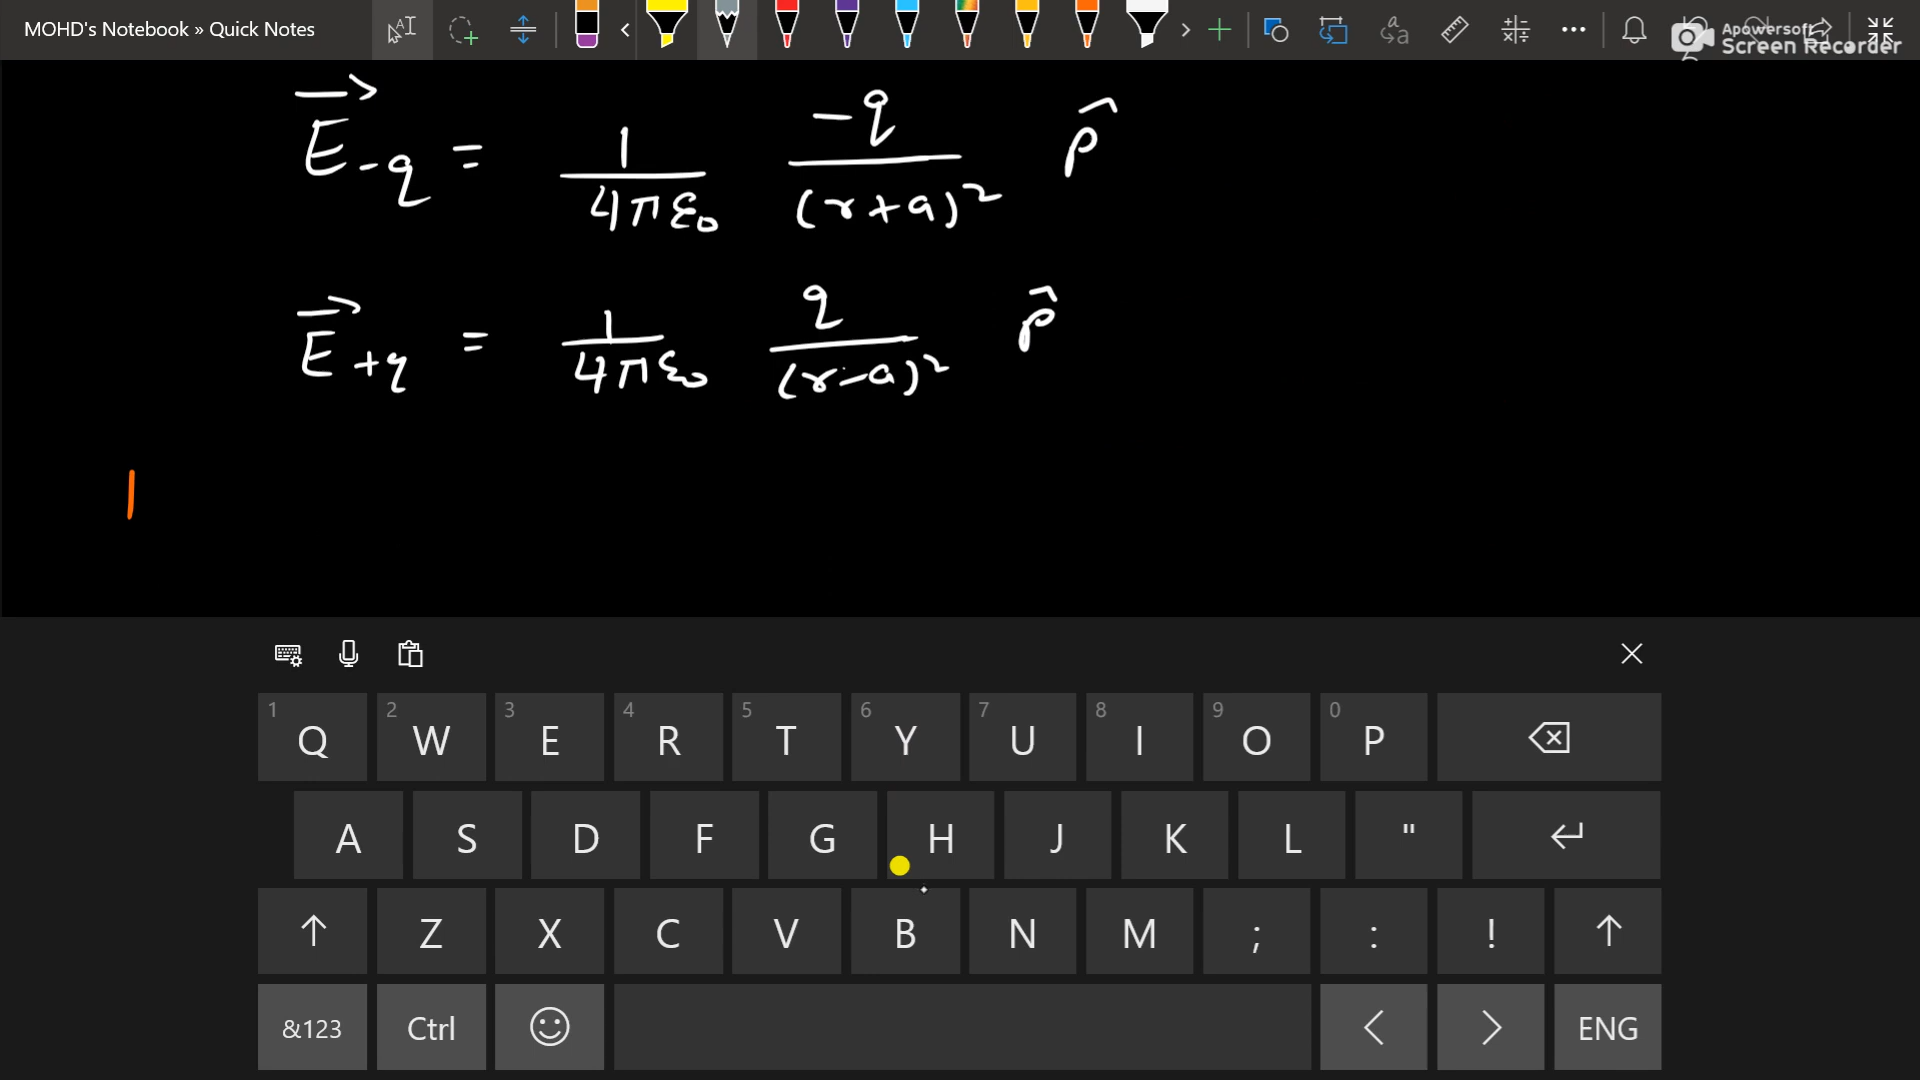 MOHD's Notebook » Quick Notes
Apowersoft
Screen Recorder
E⃗-q = 1/4πε₀ -q/(r+a)² p̂
E⃗+q = 1/4πε₀ q/(r-a)² p̂
1 Q 2 W 3 E 4 R 5 T 6 Y 7 U 8 I 9 O 0 P
A S D F G H J K L "
Z X C V B N M ; : !
&123 Ctrl ENG